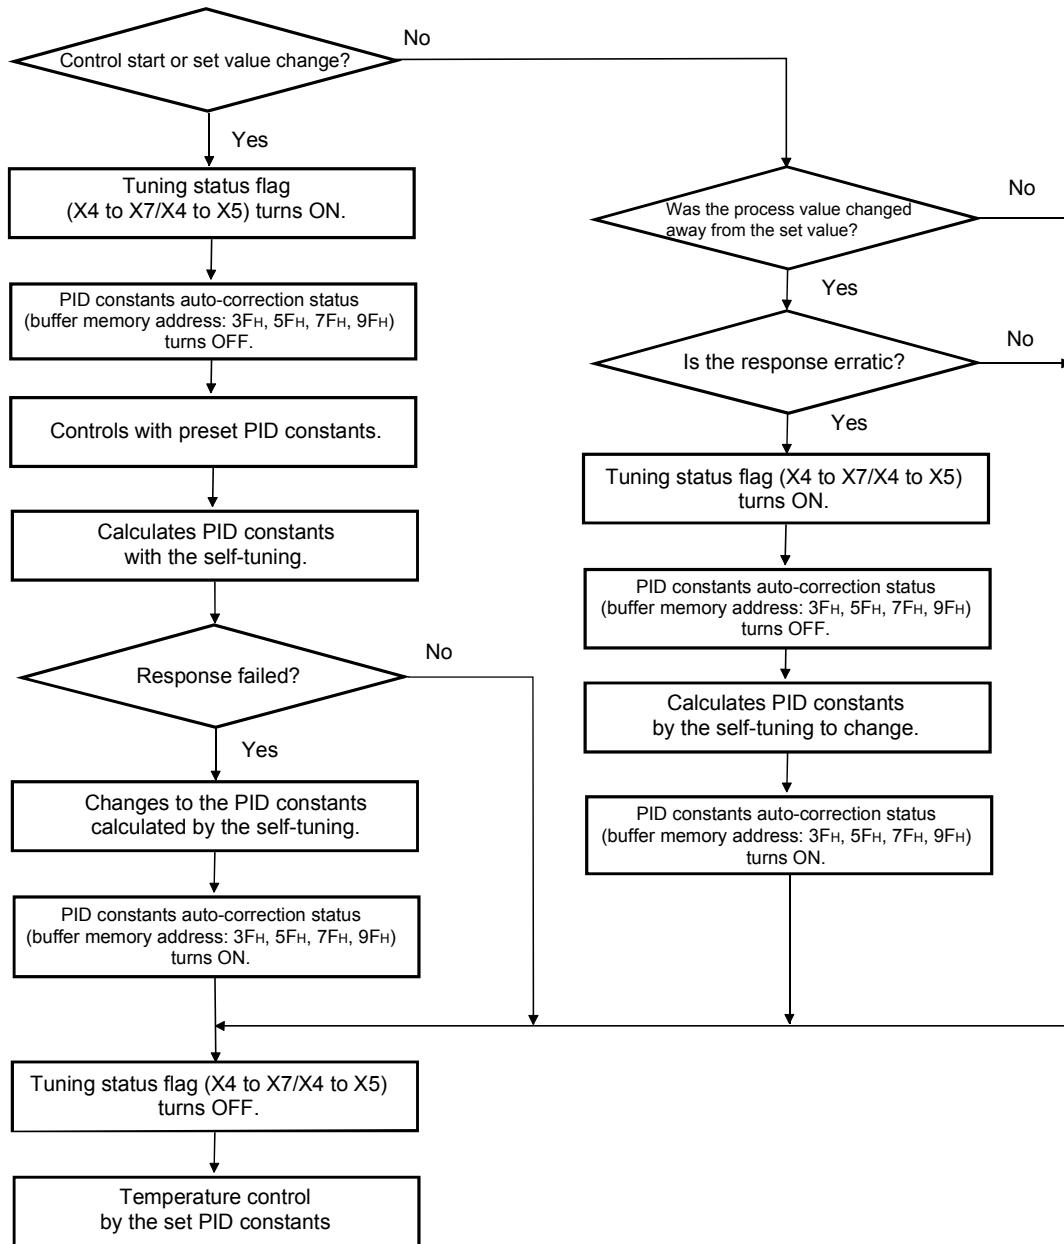 Control start or set value change?
No
Yes
Tuning status flag
(X4 to X7/X4 to X5) turns ON.
PID constants auto-correction status
(buffer memory address: 3FH, 5FH, 7FH, 9FH)
turns OFF.
Controls with preset PID constants.
Calculates PID constants
with the self-tuning.
Response failed?
No
Yes
Changes to the PID constants
calculated by the self-tuning.
PID constants auto-correction status
(buffer memory address: 3FH, 5FH, 7FH, 9FH)
turns ON.
Tuning status flag (X4 to X7/X4 to X5)
turns OFF.
Temperature control
by the set PID constants
Was the process value changed
away from the set value?
No
Yes
Is the response erratic?
No
Yes
Tuning status flag (X4 to X7/X4 to X5)
turns ON.
PID constants auto-correction status
(buffer memory address: 3FH, 5FH, 7FH, 9FH)
turns OFF.
Calculates PID constants
by the self-tuning to change.
PID constants auto-correction status
(buffer memory address: 3FH, 5FH, 7FH, 9FH)
turns ON.